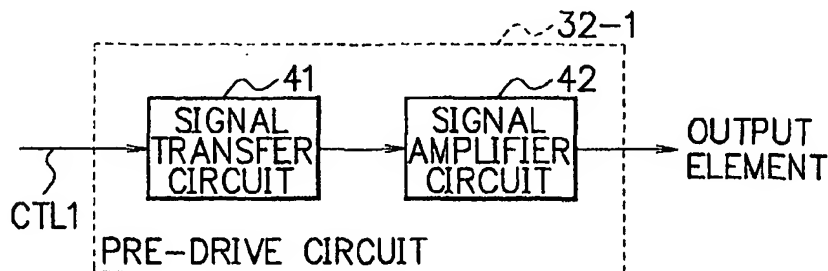 32-1
41
42
SIGNAL
TRANSFER
CIRCUIT
SIGNAL
AMPLIFIER
CIRCUIT
OUTPUT
ELEMENT
CTL1
PRE-DRIVE CIRCUIT